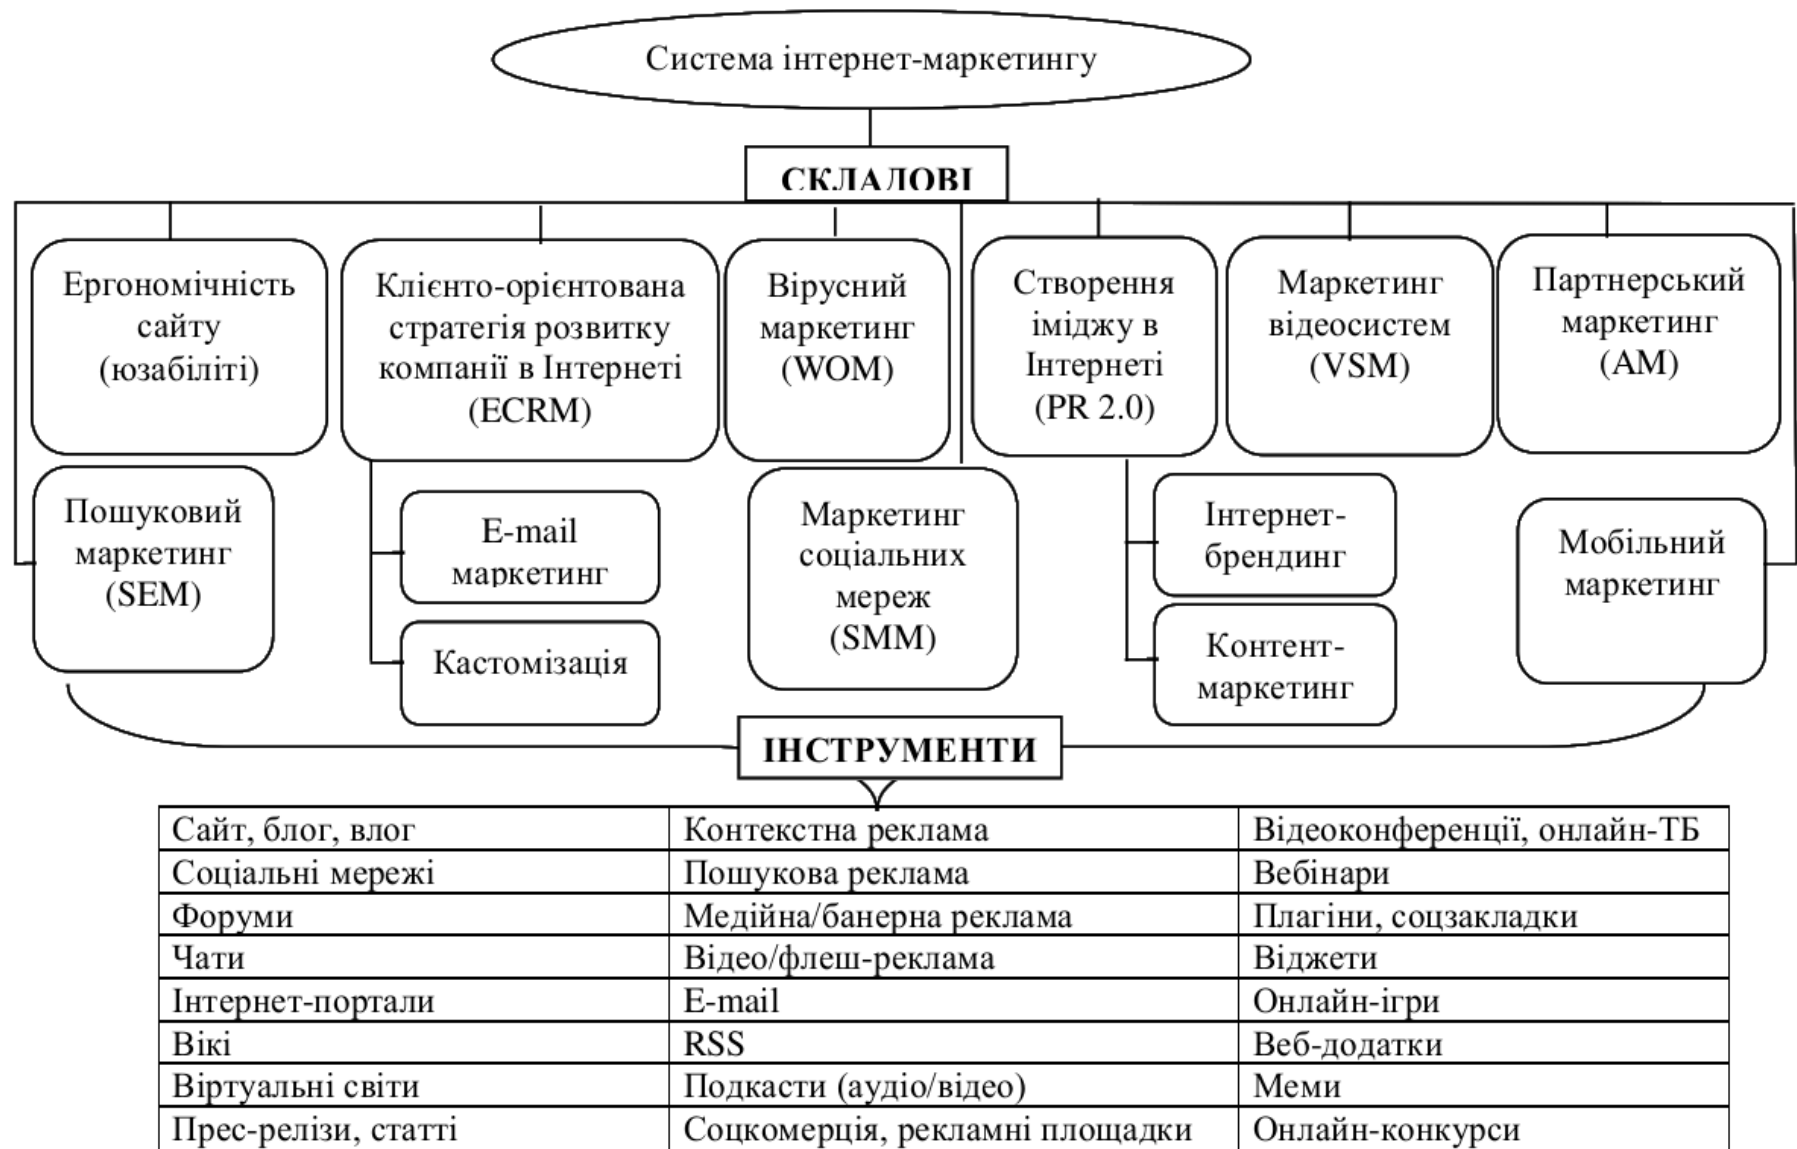 Система інтернет-маркетингу
СКЛАДОВІ
Ергономічність
сайту
(юзабіліті)
Клієнто-орієнтована
стратегія розвитку
компанії в Інтернеті
(ECRM)
Вірусний
маркетинг
(WOM)
Створення
іміджу в
Інтернеті
(PR 2.0)
Маркетинг
відеосистем
(VSM)
Партнерський
маркетинг
(AM)
Пошуковий
маркетинг
(SEM)
E-mail
маркетинг
Кастомізація
Маркетинг
соціальних
мереж
(SMM)
Інтернет-
брендинг
Контент-
маркетинг
Мобільний
маркетинг
ІНСТРУМЕНТИ
Сайт, блог, влог Контекстна реклама Відеоконференції, онлайн-ТБ
Соціальні мережі Пошукова реклама Вебінари
Форуми Медійна/банерна реклама Плагіни, соцзакладки
Чати Відео/флеш-реклама Віджети
Інтернет-портали E-mail Онлайн-ігри
Вікі RSS Веб-додатки
Віртуальні світи Подкасти (аудіо/відео) Меми
Прес-релізи, статті Соцкомерція, рекламні площадки Онлайн-конкурси